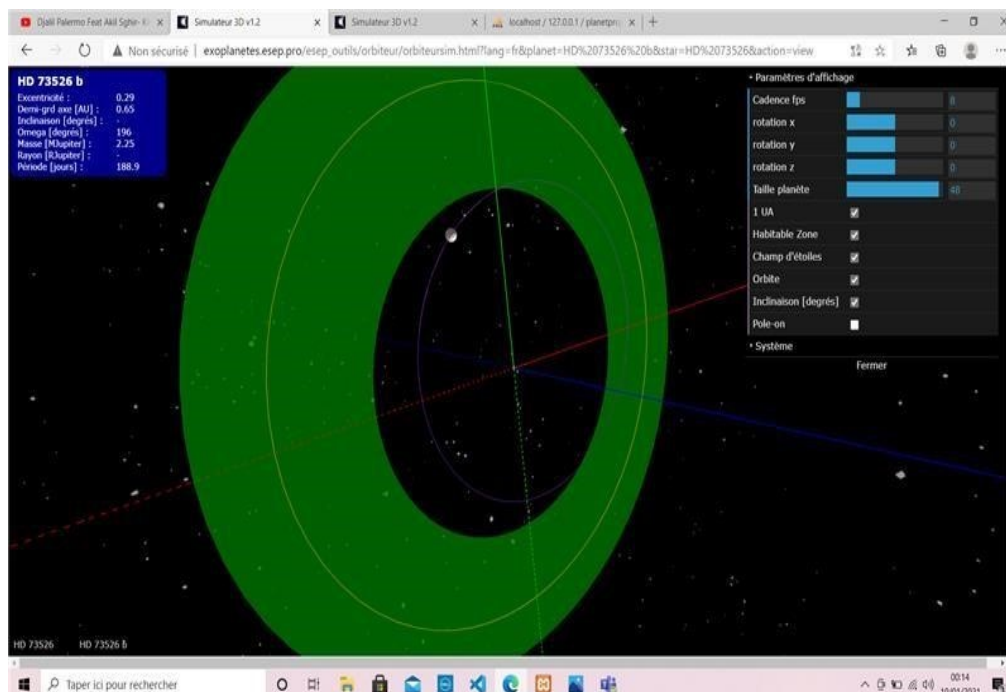 Djalil Palermo Feat Akil Sghir- K
Simulateur 3D v1.2
Simulateur 3D v1.2
localhost / 127.0.0.1 / planetpr
Non sécurisé | exoplanetes.esep.pro/esep_outils/orbiteur/orbiteursim.html?lang=fr&planet=HD%2073526%20b&star=HD%2073526&action=view
HD 73526 b
Excentricité : 0.29
Demi-grd axe [AU] : 0.65
Inclinaison [degrés] : -
Omega [degrés] : 196
Masse [MJupiter] : 2.25
Rayon [RJupiter] : -
Période [jours] : 188.9
Paramètres d'affichage
Cadence fps 8
rotation x 0
rotation y 0
rotation z 0
Taille planète 48
1 UA
Habitable Zone
Champ d'étoiles
Orbite
Inclinaison [degrés]
Pole-on
Système
Fermer
HD 73526 HD 73526 b
Taper ici pour rechercher
00:14